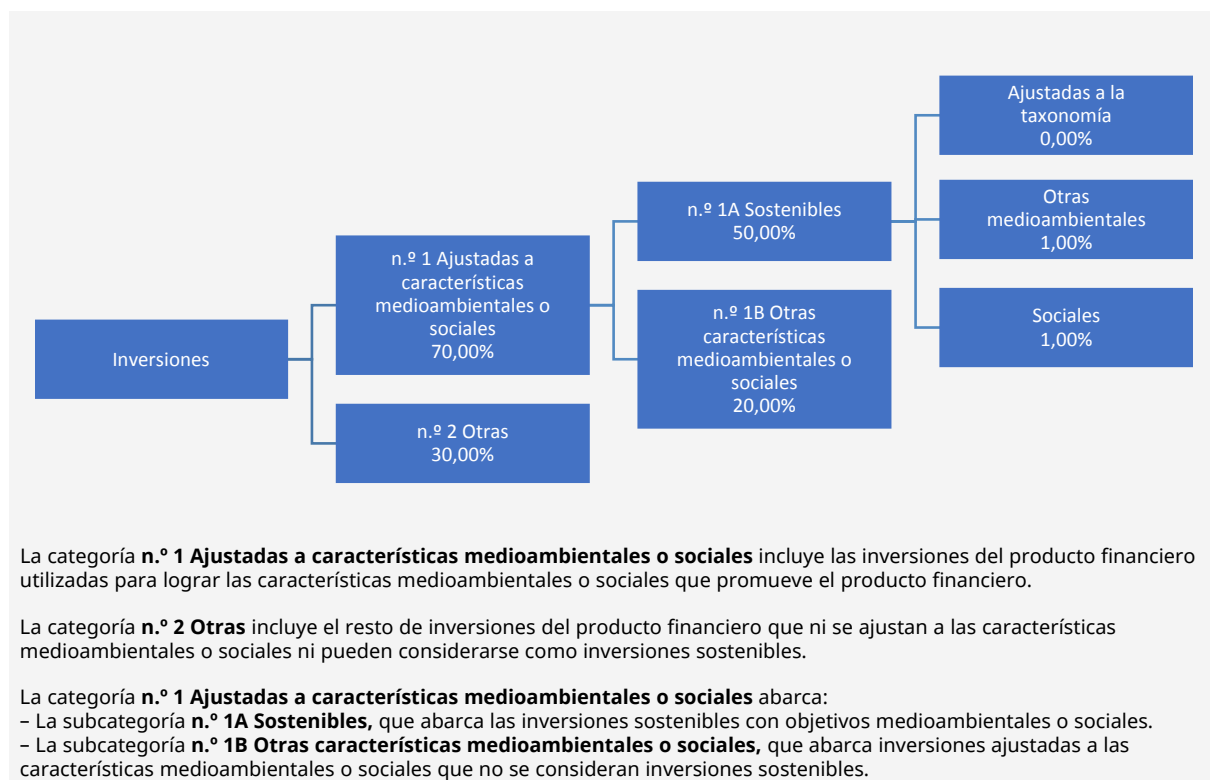 Inversiones
n.º 1 Ajustadas a
características
medioambientales o
sociales
70,00%
n.º 2 Otras
30,00%
n.º 1A Sostenibles
50,00%
n.º 1B Otras
características
medioambientales o
sociales
20,00%
Ajustadas a la
taxonomía
0,00%
Otras
medioambientales
1,00%
Sociales
1,00%
La categoría n.º 1 Ajustadas a características medioambientales o sociales incluye las inversiones del producto financiero
utilizadas para lograr las características medioambientales o sociales que promueve el producto financiero.
La categoría n.º 2 Otras incluye el resto de inversiones del producto financiero que ni se ajustan a las características
medioambientales o sociales ni pueden considerarse como inversiones sostenibles.
La categoría n.º 1 Ajustadas a características medioambientales o sociales abarca:
– La subcategoría n.º 1A Sostenibles, que abarca las inversiones sostenibles con objetivos medioambientales o sociales.
– La subcategoría n.º 1B Otras características medioambientales o sociales, que abarca inversiones ajustadas a las
características medioambientales o sociales que no se consideran inversiones sostenibles.